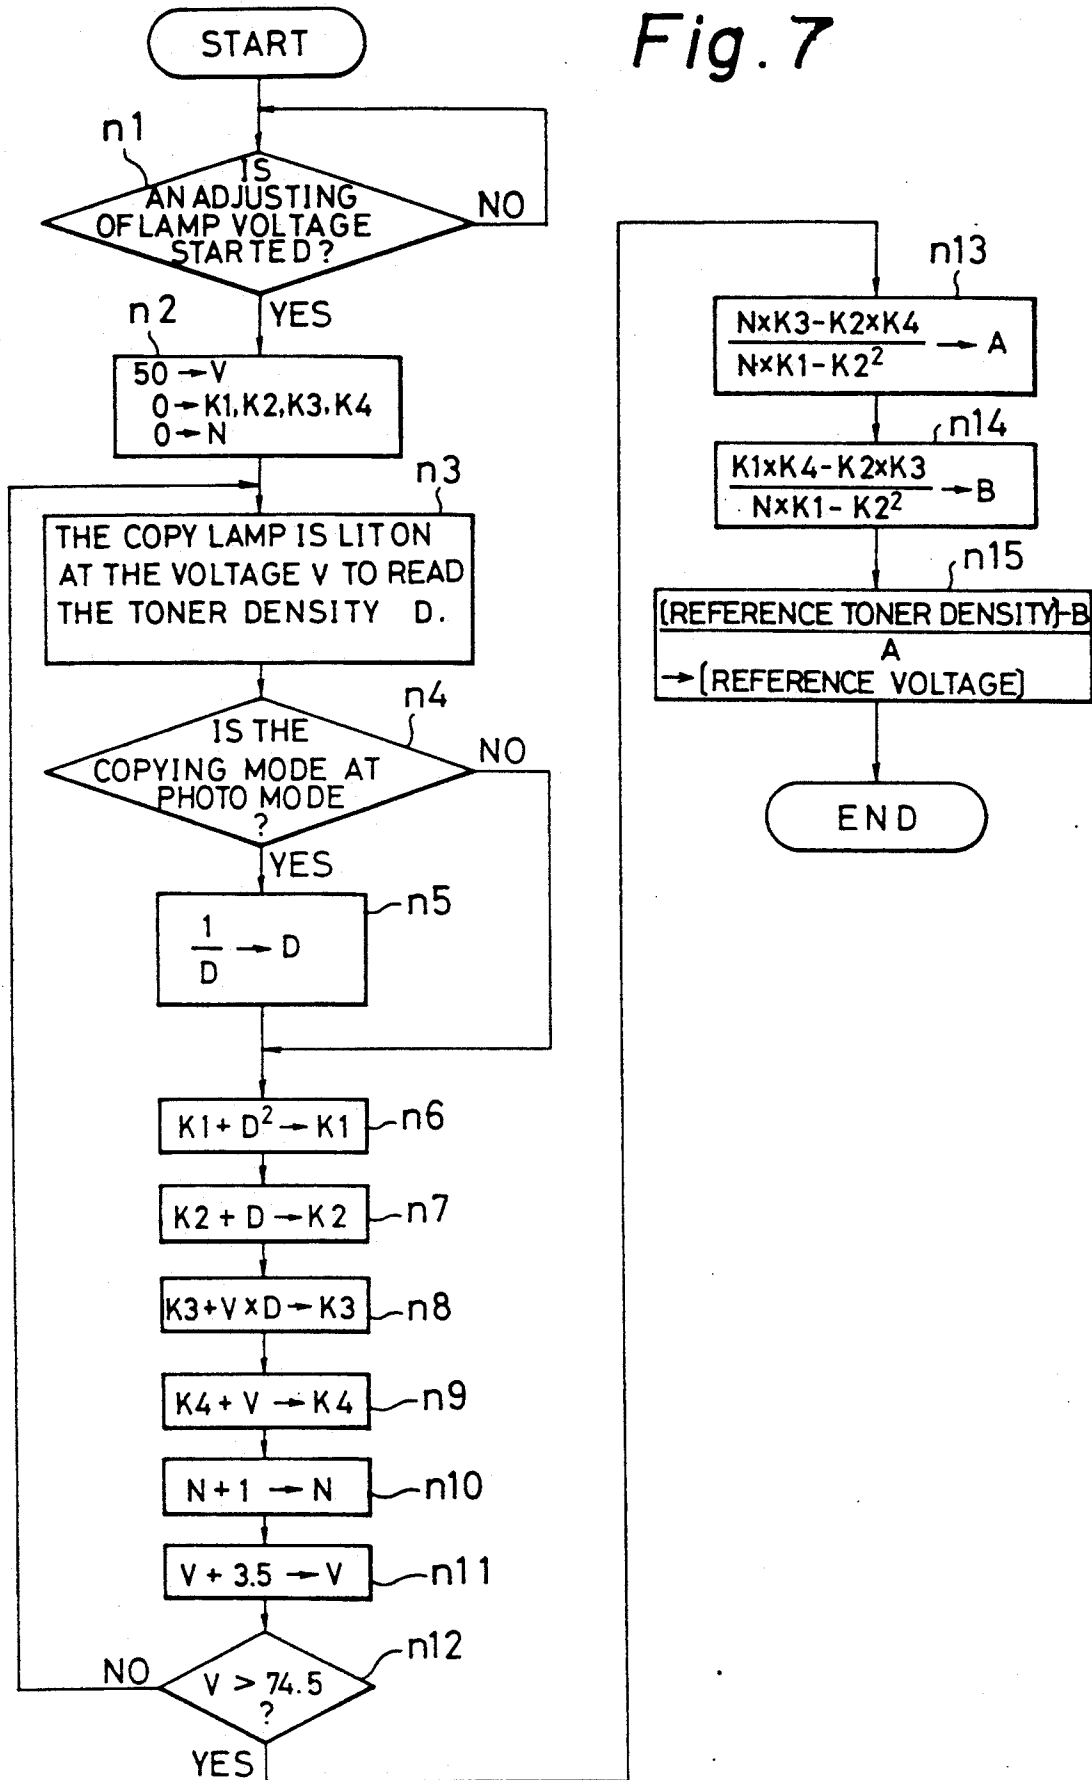 Fig. 7
START
n1
IS
AN ADJUSTING
OF LAMP VOLTAGE
STARTED?
NO
YES
n2
50 → V
0 → K1, K2, K3, K4
0 → N
n3
THE COPY LAMP IS LIT ON
AT THE VOLTAGE V TO READ
THE TONER DENSITY D.
n4
IS THE
COPYING MODE AT
PHOTO MODE
?
NO
YES
n5
1
D
→ D
n6
K1 + D² → K1
n7
K2 + D → K2
n8
K3 + V × D → K3
n9
K4 + V → K4
n10
N + 1 → N
n11
V + 3.5 → V
n12
V > 74.5
?
NO
YES
n13
N×K3-K2×K4
N×K1-K2²
→ A
n14
K1×K4-K2×K3
N×K1-K2²
→ B
n15
[REFERENCE TONER DENSITY]-B
A
→ [REFERENCE VOLTAGE]
END